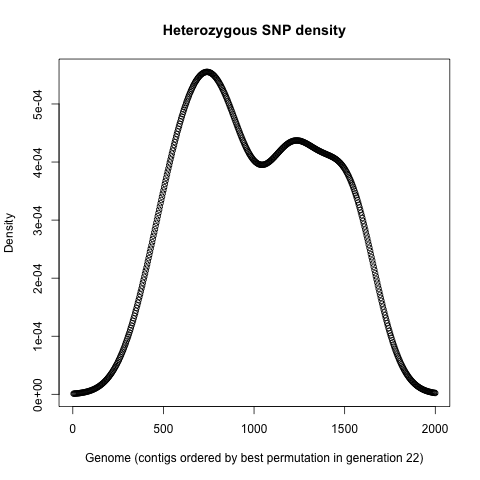 Heterozygous SNP density
Density
5e-04
4e-04
3e-04
2e-04
1e-04
0e+00
0 500 1000 1500 2000
Genome (contigs ordered by best permutation in generation 22)